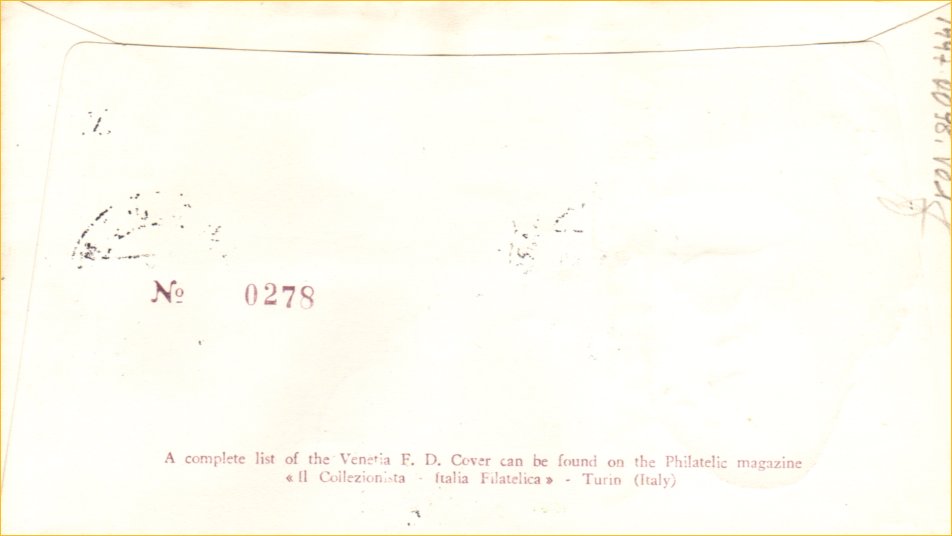 № 0278
A complete list of the Venetia F. D. Cover can be found on the Philatelic magazine
« Il Collezionista - Italia Filatelica » - Turin (Italy)